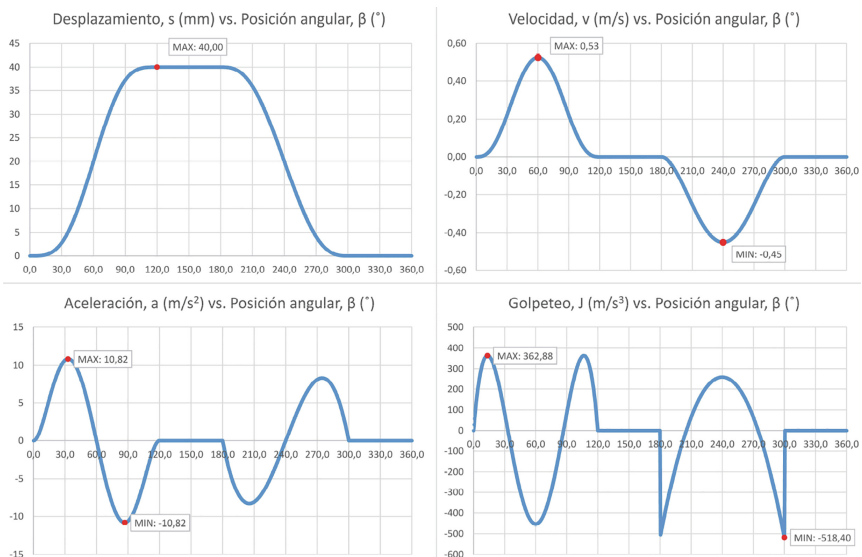 Desplazamiento, s (mm) vs. Posición angular, β (˚)
45
40
35
30
25
20
15
10
5
0
MAX: 40,00
0,0 30,0 60,0 90,0 120,0 150,0 180,0 210,0 240,0 270,0 300,0 330,0 360,0
Velocidad, v (m/s) vs. Posición angular, β (˚)
0,60
0,40
0,20
0,00
-0,20
-0,40
-0,60
MAX: 0,53
0,0 30,0 60,0 90,0 120,0 150,0 180,0 210,0 240,0 270,0 300,0 330,0 360,0
MIN: -0,45
Aceleración, a (m/s²) vs. Posición angular, β (˚)
15
10
5
0
-5
-10
-15
MAX: 10,82
0,0 30,0 60,0 90,0 120,0 150,0 180,0 210,0 240,0 270,0 300,0 330,0 360,0
MIN: -10,82
Golpeteo, J (m/s³) vs. Posición angular, β (˚)
500
400
300
200
100
0
-100
-200
-300
-400
-500
-600
MAX: 362,88
0,0 30,0 60,0 90,0 120,0 150,0 180,0 210,0 240,0 270,0 300,0 330,0 360,0
MIN: -518,40